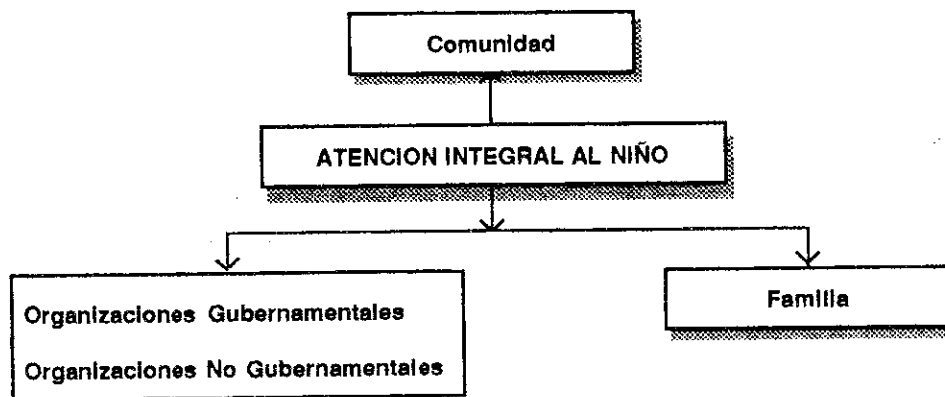 Comunidad
ATENCION INTEGRAL AL NIÑO
Organizaciones Gubernamentales
Organizaciones No Gubernamentales
Familia